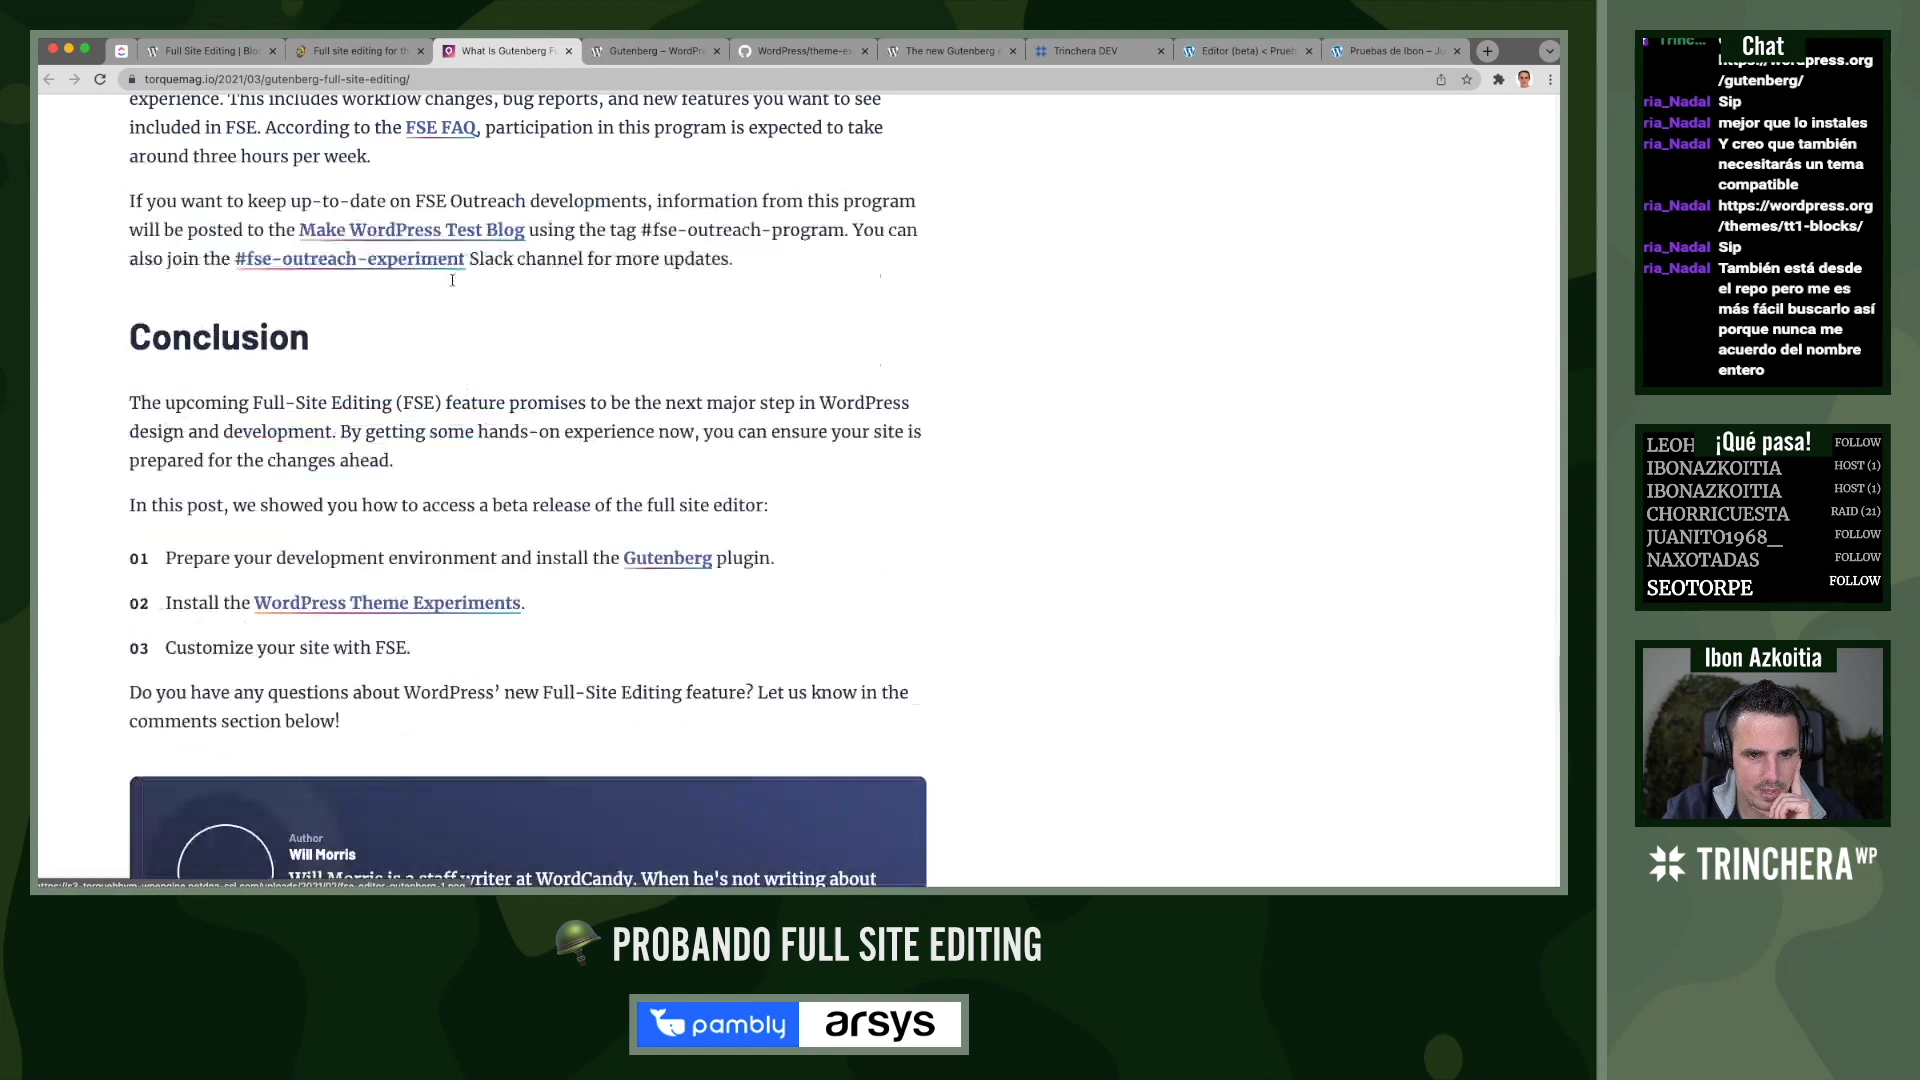 Full Site Editing | Blo
Full site editing for th
What Is Gutenberg F
Gutenberg – WordPr
WordPress/theme-ex
The new Gutenberg e
Trinchera DEV
Editor (beta) < Prueb
Pruebas de Ibon – Ju
torquemag.io/2021/03/gutenberg-full-site-editing/
experience. This includes workflow changes, bug reports, and new features you want to see
included in FSE. According to the FSE FAQ, participation in this program is expected to take
around three hours per week.
If you want to keep up-to-date on FSE Outreach developments, information from this program
will be posted to the Make WordPress Test Blog using the tag #fse-outreach-program. You can
also join the #fse-outreach-experiment Slack channel for more updates.
Conclusion
The upcoming Full-Site Editing (FSE) feature promises to be the next major step in WordPress
design and development. By getting some hands-on experience now, you can ensure your site is
prepared for the changes ahead.
In this post, we showed you how to access a beta release of the full site editor:
01 Prepare your development environment and install the Gutenberg plugin.
02 Install the WordPress Theme Experiments.
03 Customize your site with FSE.
Do you have any questions about WordPress’ new Full-Site Editing feature? Let us know in the
comments section below!
Author
Will Morris
Will Morris is a staff writer at WordCandy. When he's not writing about
Chat
https://wordpress.org
/gutenberg/
ria_Nadal Sip
ria_Nadal mejor que lo instales
ria_Nadal Y creo que también
necesitarás un tema
compatible
ria_Nadal https://wordpress.org
/themes/tt1-blocks/
ria_Nadal Sip
ria_Nadal También está desde
el repo pero me es
más fácil buscarlo así
porque nunca me
acuerdo del nombre
entero
¡Qué pasa!
LEOH FOLLOW
IBONAZKOITIA HOST (1)
IBONAZKOITIA HOST (1)
CHORRICUESTA RAID (21)
JUANITO1968_ FOLLOW
NAXOTADAS FOLLOW
SEOTORPE FOLLOW
Ibon Azkoitia
TRINCHERA WP
PROBANDO FULL SITE EDITING
pambly
arsys